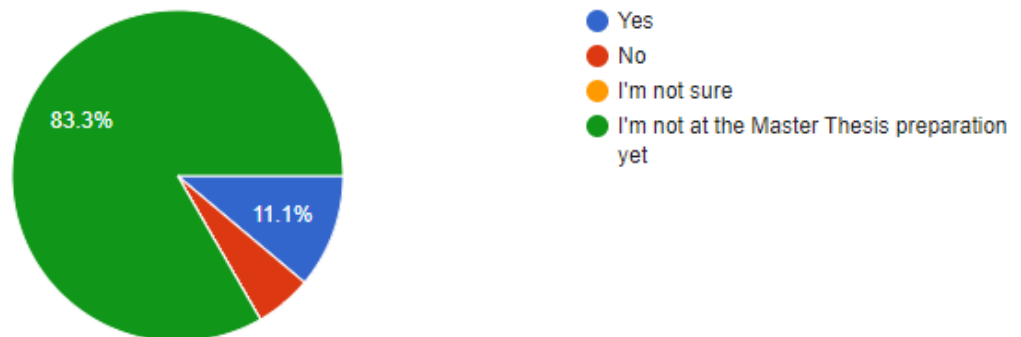 Yes
No
I'm not sure
I'm not at the Master Thesis preparation
yet
83.3%
11.1%